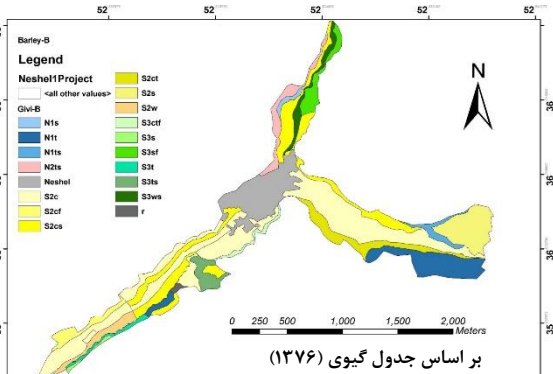 52 52 52 52 52
Barley-B
Legend
Neshel1Project
<all other values>
Givi-B
N1s
N1t
N1ts
N2ts
Neshel
S2c
S2cf
S2cs
S2ct
S2s
S2w
S3ctf
S3s
S3sf
S3t
S3ts
S3ws
r
N
36
36
36
35
0 250 500 1,000 1,500 2,000
Meters
بر اساس جدول گیوی (۱۳۷۶)